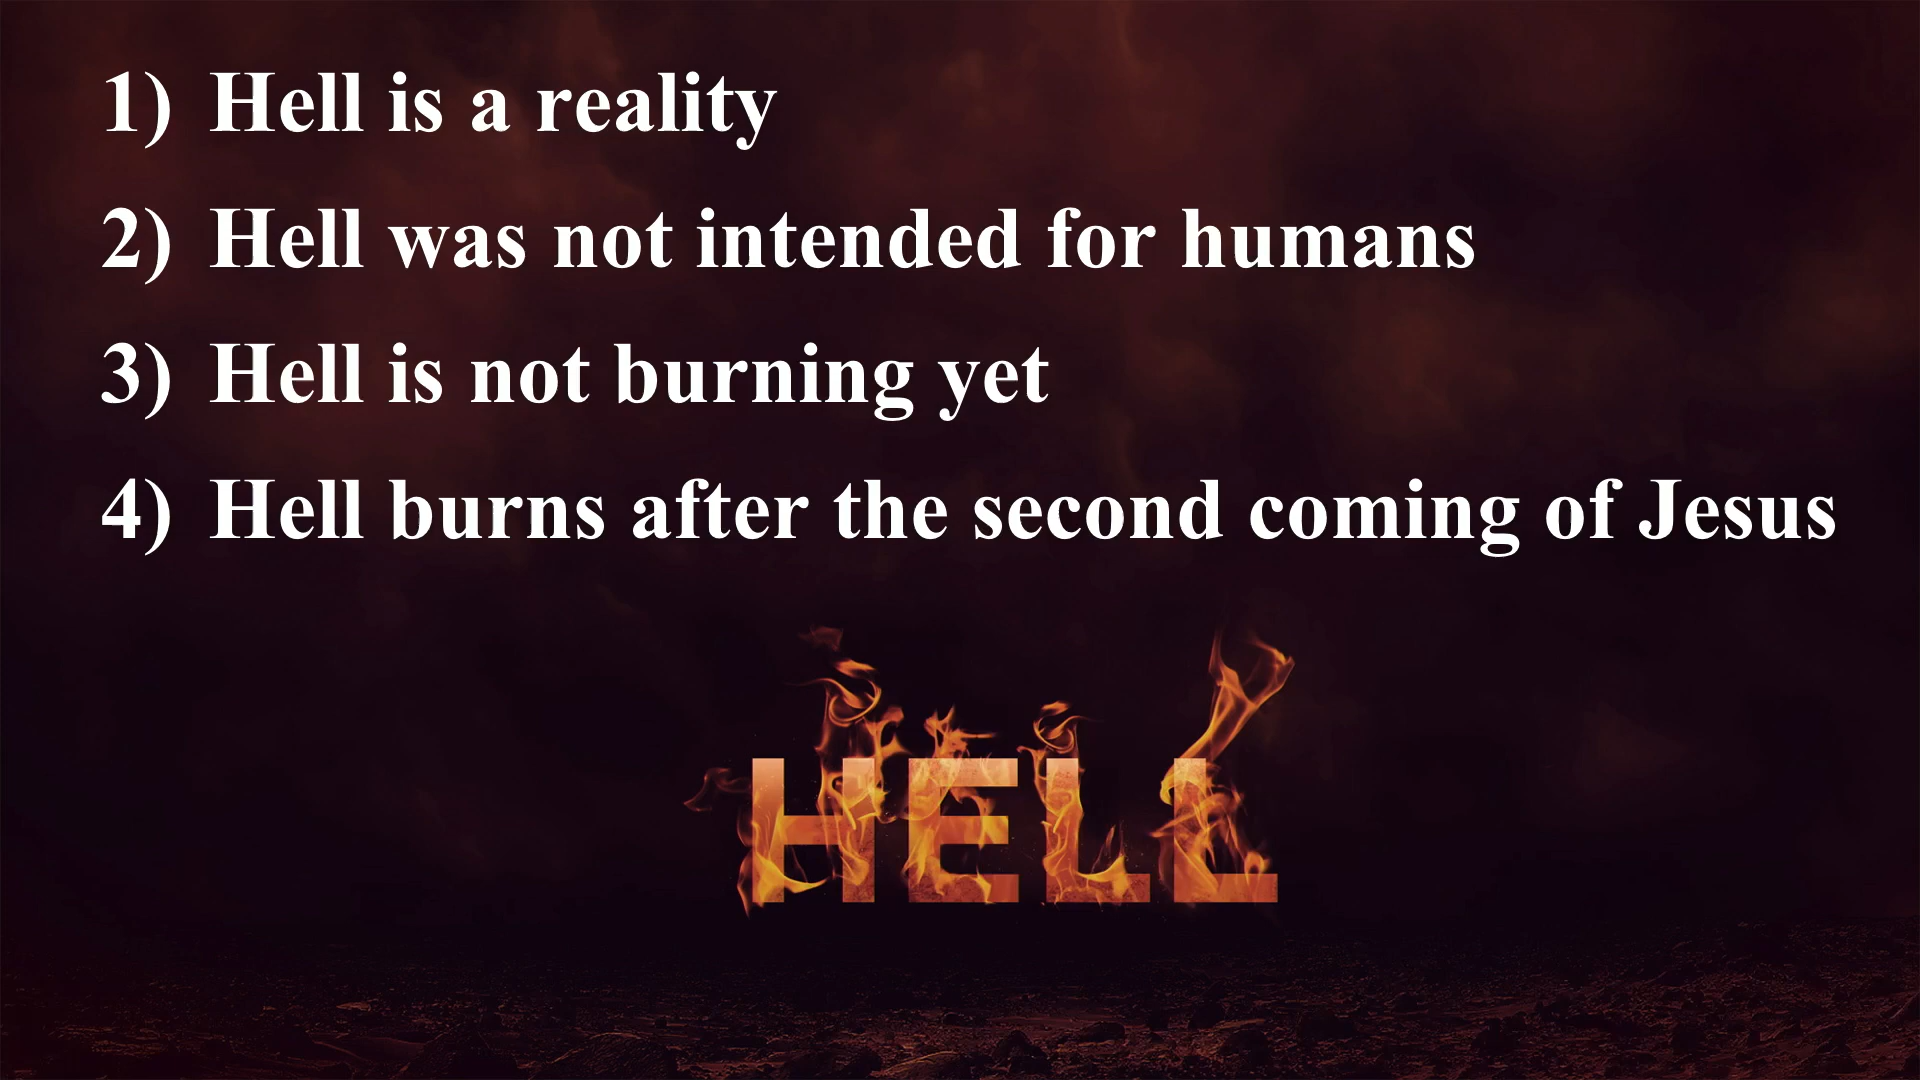 1) Hell is a reality
2) Hell was not intended for humans
3) Hell is not burning yet
4) Hell burns after the second coming of Jesus
HELL